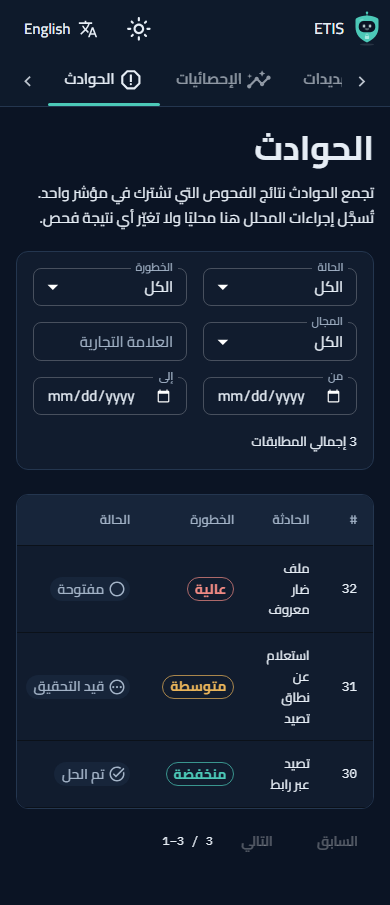 ETIS
English
يديدات
الإحصائيات
الحوادث
الحوادث
تجمع الحوادث نتائج الفحوص التي تشترك في مؤشر واحد.
تُسجَّل إجراءات المحلل هنا محليًا ولا تغيّر أي نتيجة فحص.
الحالة
الكل
الخطورة
الكل
المجال
الكل
العلامة التجارية
من
mm/dd/yyyy
إلى
mm/dd/yyyy
3 إجمالي المطابقات
# الحادثة الخطورة الحالة
32
ملف
ضار
معروف
عالية
مفتوحة
31
استعلام
عن
نطاق
تصيد
متوسطة
قيد التحقيق
30
تصيد
عبر رابط
منخفضة
تم الحل
السابق
التالي
1–3 / 3